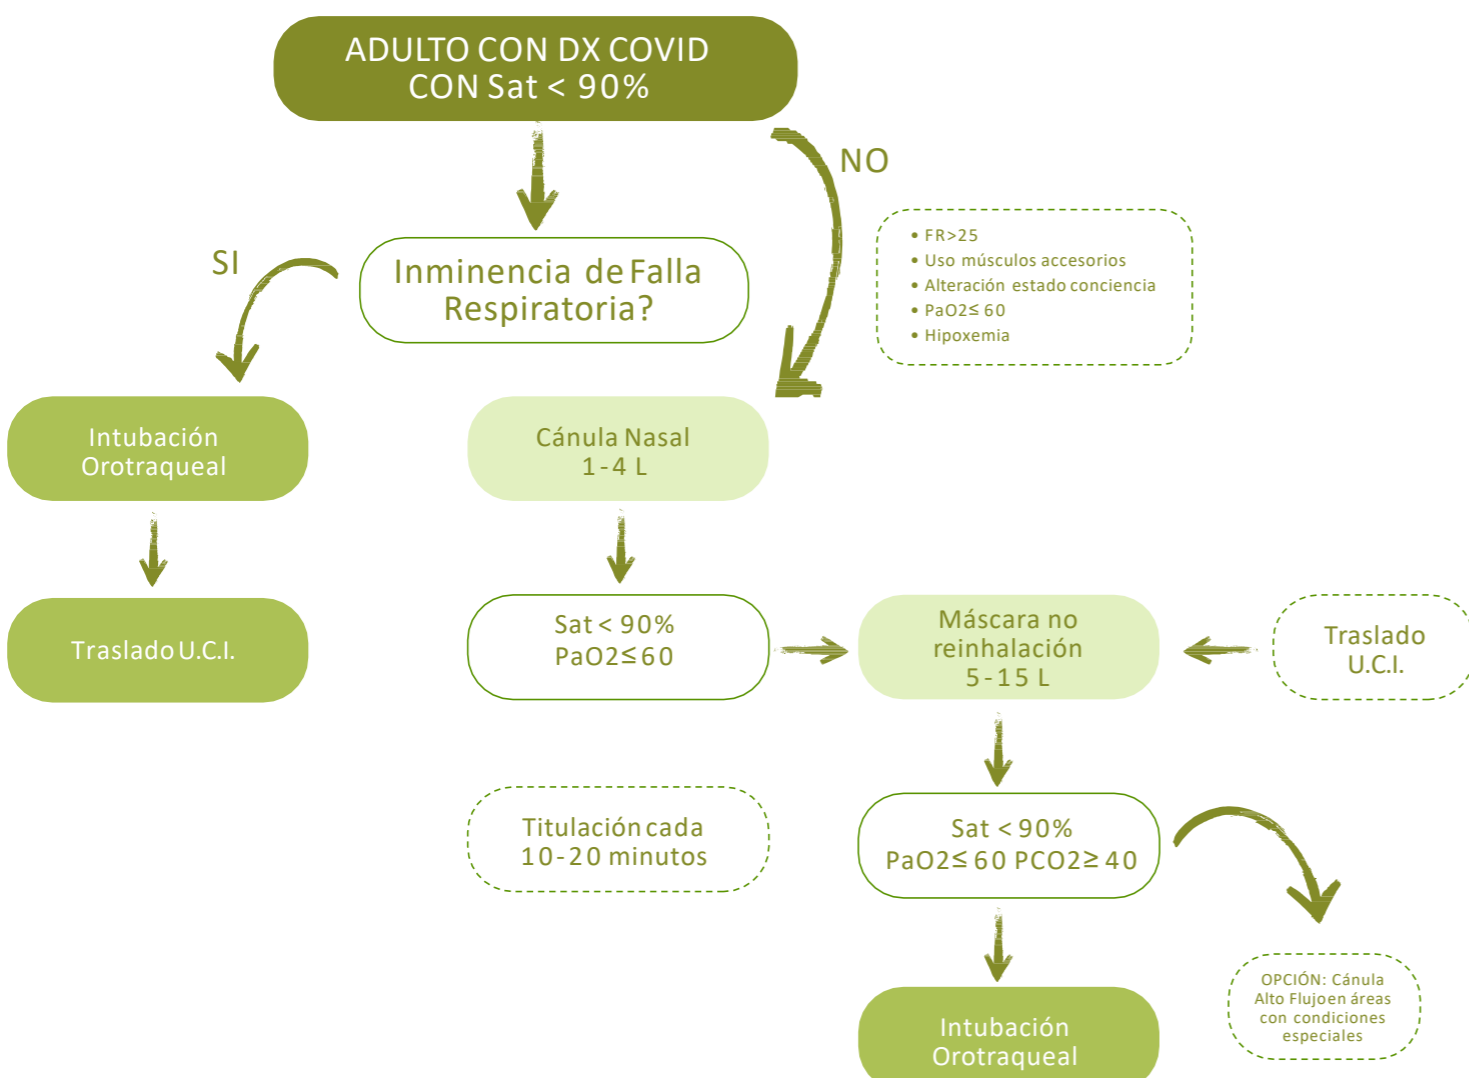 ADULTO CON DX COVID
CON Sat < 90%
NO
• FR>25
• Uso músculos accesorios
• Alteración estado conciencia
• PaO2≤ 60
• Hipoxemia
SI
Inminencia de Falla
Respiratoria?
Intubación
Orotraqueal
Cánula Nasal
1-4 L
Traslado U.C.I.
Sat < 90%
PaO2≤ 60
Máscara no
reinhalación
5-15 L
Traslado
U.C.I.
Titulación cada
10-20 minutos
Sat < 90%
PaO2≤ 60 PCO2≥ 40
OPCIÓN: Cánula
Alto Flujoen áreas
con condiciones
especiales
Intubación
Orotraqueal